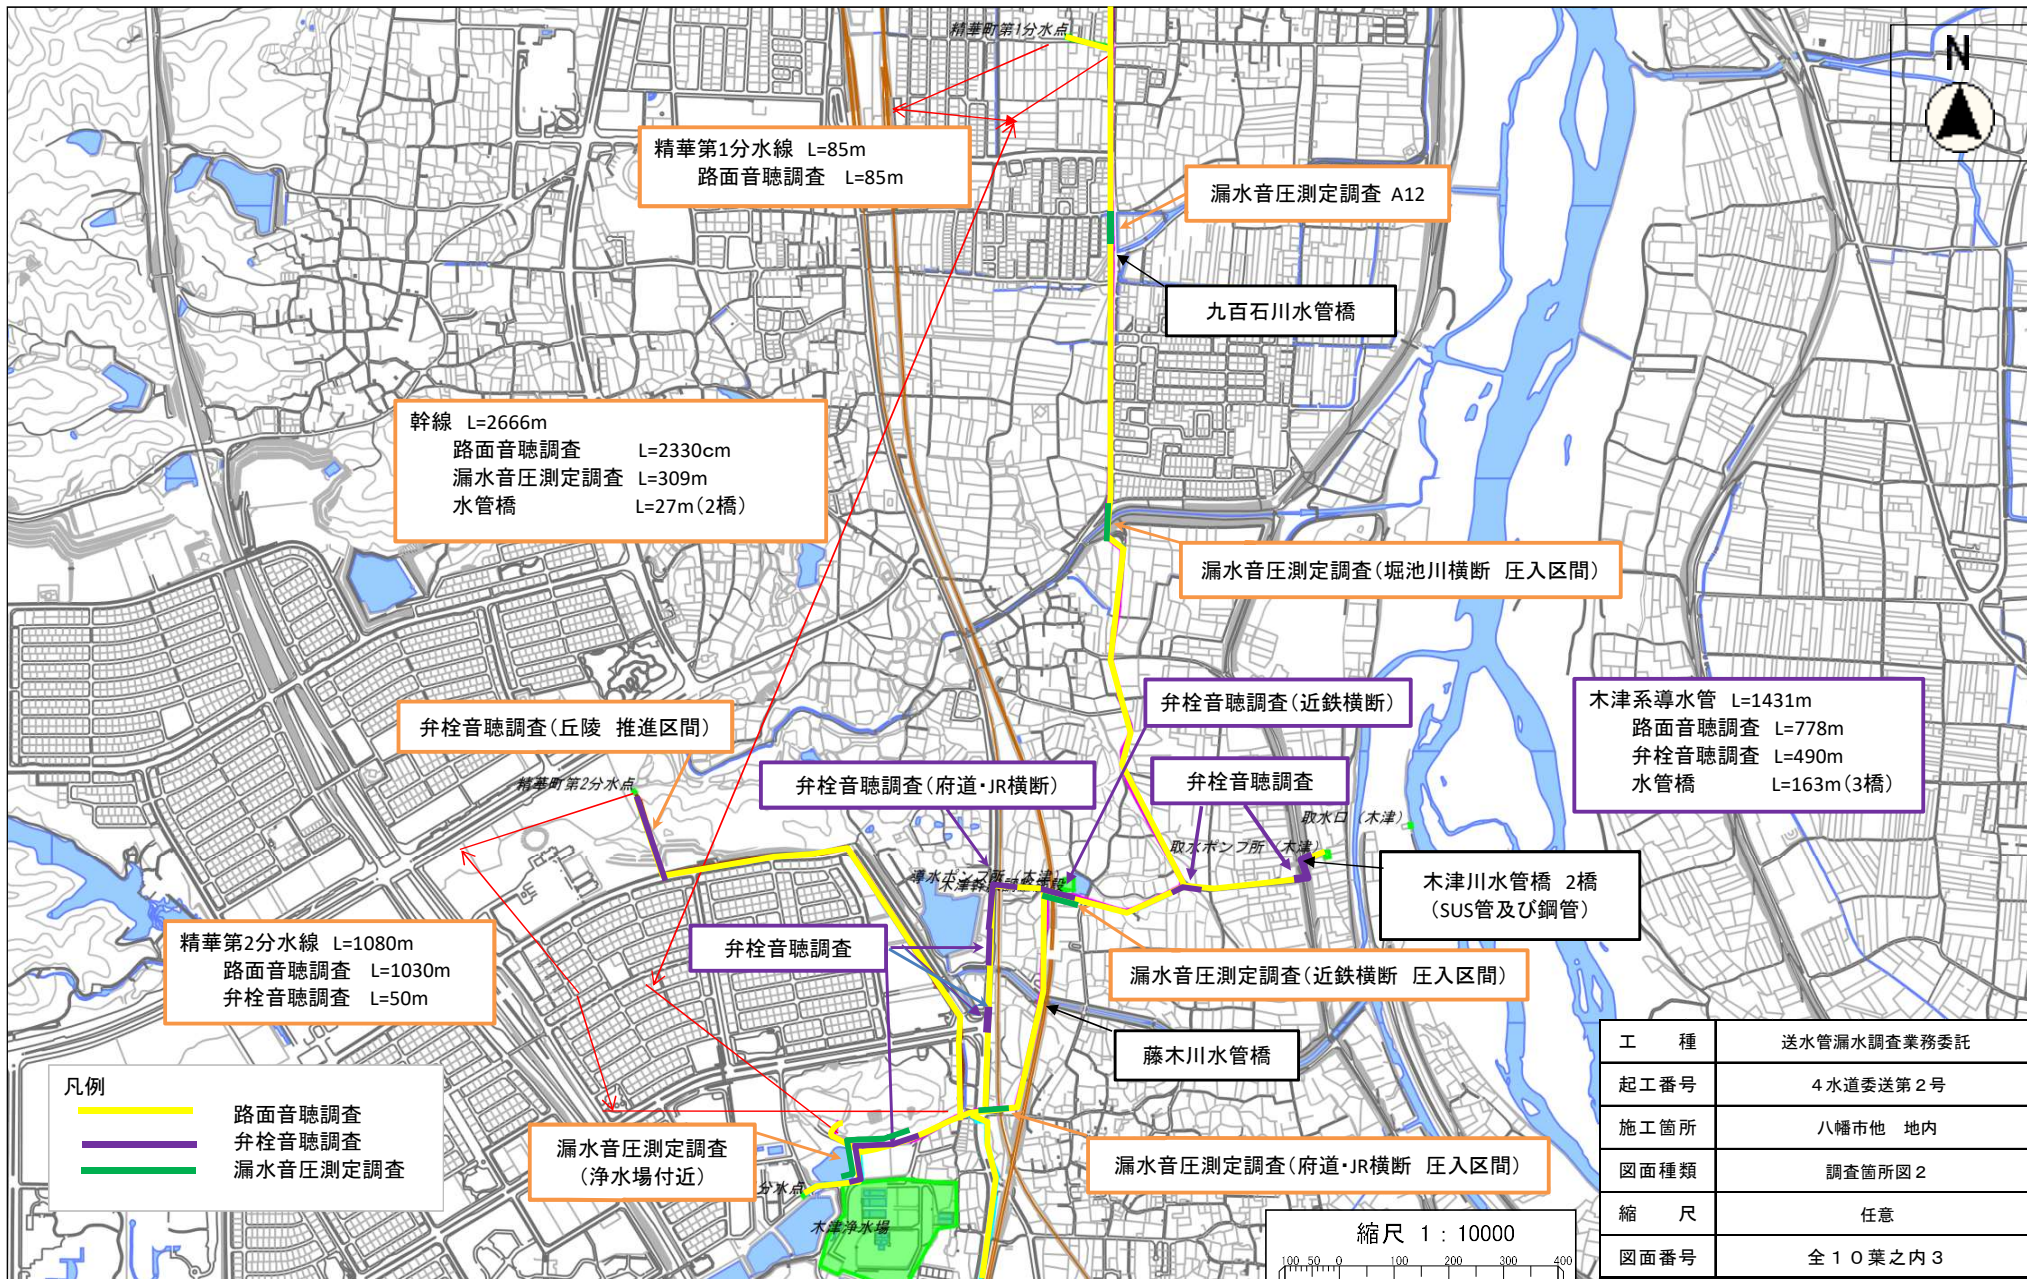 精華町第1分水点
N
精華第1分水線 L=85m
路面音聴調査 L=85m
漏水音圧測定調査 A12
九百石川水管橋
幹線 L=2666m
路面音聴調査 L=2330cm
漏水音圧測定調査 L=309m
水管橋 L=27m(2橋)
漏水音圧測定調査(堀池川横断 圧入区間)
弁栓音聴調査(近鉄横断)
木津系導水管 L=1431m
路面音聴調査 L=778m
弁栓音聴調査 L=490m
水管橋 L=163m(3橋)
弁栓音聴調査(丘陵 推進区間)
弁栓音聴調査(府道・JR横断)
弁栓音聴調査
精華町第2分水点
取水口(木津)
取水ポンプ所(木津)
導水ポンプ所(木津)
木津川水管橋 2橋
(SUS管及び鋼管)
精華第2分水線 L=1080m
路面音聴調査 L=1030m
弁栓音聴調査 L=50m
弁栓音聴調査
漏水音圧測定調査(近鉄横断 圧入区間)
藤木川水管橋
凡例
路面音聴調査
弁栓音聴調査
漏水音圧測定調査
漏水音圧測定調査
(浄水場付近)
漏水音圧測定調査(府道・JR横断 圧入区間)
分水点
木津浄水場
縮尺 1 : 10000
100 50 0 100 200 300 400
工種 送水管漏水調査業務委託
起工番号 4水道委送第2号
施工箇所 八幡市他 地内
図面種類 調査箇所図2
縮尺 任意
図面番号 全10葉之内3